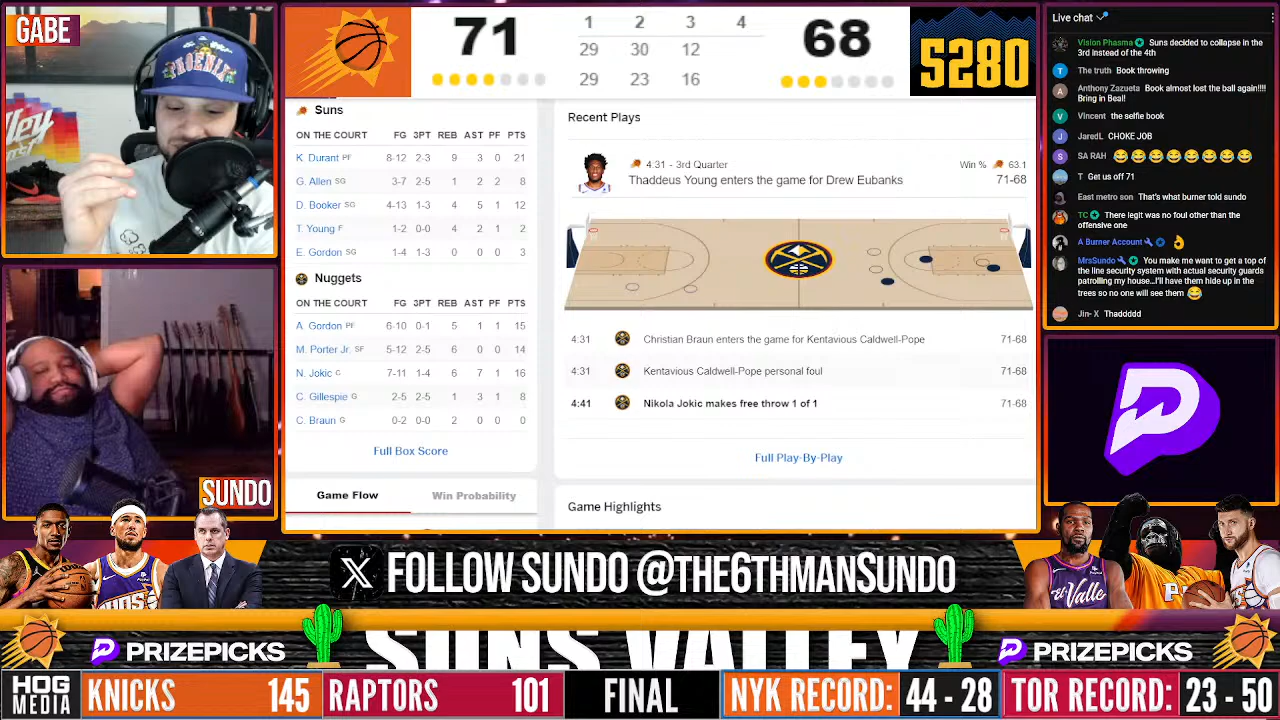 GABE
PHOENIX
71
1 2 3 4
29 30 12
29 23 16
68
5280
Suns
ON THE COURT FG 3PT REB AST PF PTS
K. Durant PF 8-12 2-3 9 3 0 21
G. Allen SG 3-7 2-5 1 2 2 8
D. Booker SG 4-13 1-3 4 5 1 12
T. Young F 1-2 0-0 4 2 1 2
E. Gordon SG 1-4 1-3 0 0 0 3
Nuggets
ON THE COURT FG 3PT REB AST PF PTS
A. Gordon PF 6-10 0-1 5 1 1 15
M. Porter Jr. SF 5-12 2-5 6 0 0 14
N. Jokic C 7-11 1-4 6 7 1 16
C. Gillespie G 2-5 2-5 1 3 1 8
C. Braun G 0-2 0-0 2 0 0 0
Full Box Score
Game Flow Win Probability
Recent Plays
4:31 - 3rd Quarter
Win % 63.1
Thaddeus Young enters the game for Drew Eubanks
71-68
4:31 Christian Braun enters the game for Kentavious Caldwell-Pope 71-68
4:31 Kentavious Caldwell-Pope personal foul 71-68
4:41 Nikola Jokic makes free throw 1 of 1 71-68
Full Play-By-Play
Game Highlights
Live chat
Vision Phasma Suns decided to collapse in the
3rd instead of the 4th
T The truth Book throwing
A Anthony Zazueta Book almost lost the ball again!!!!
Bring in Beal!
V Vincent the selfie book
J JaredL CHOKE JOB
S SA RAH 😂😂😂😂😂😂😂
T Get us off 71
East metro son That's what burner told sundo
TC There legit was no foul other than the
offensive one
A Burner Account 👌
MrsSundo You make me want to get a top of
the line security system with actual security guards
patrolling my house...I'll have them hide up in the
trees so no one will see them 😂
Jin- X Thadddd
SUNDO
X FOLLOW SUNDO @THE6THMANSUNDO
PRIZEPICKS
SUNS VALLEY
PRIZEPICKS
HOG
MEDIA
KNICKS 145 RAPTORS 101 FINAL NYK RECORD: 44 - 28 TOR RECORD: 23 - 50